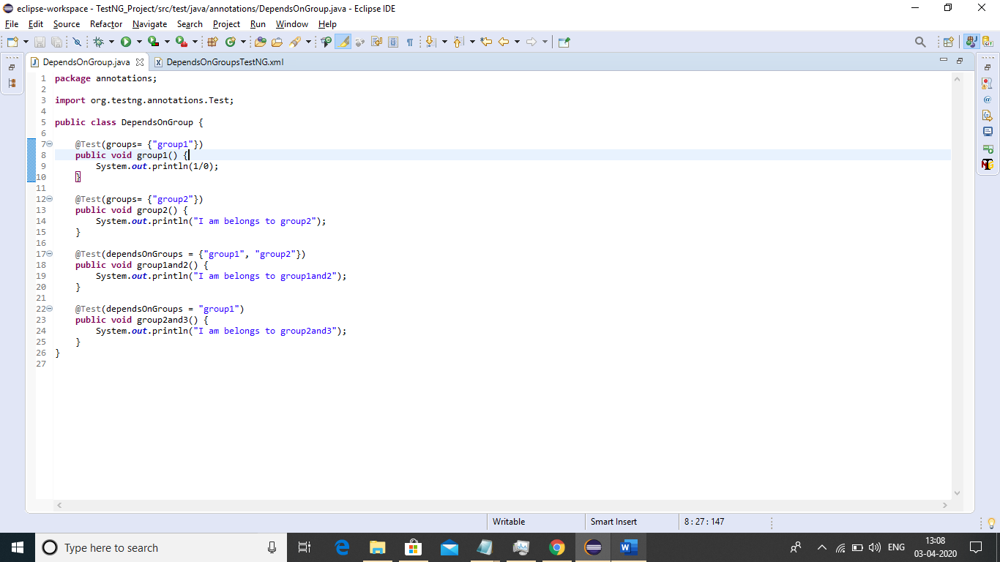 eclipse-workspace - TestNG_Project/src/test/java/annotations/DependsOnGroup.java - Eclipse IDE
File Edit Source Refactor Navigate Search Project Run Window Help
DependsOnGroup.java DependsOnGroupsTestNG.xml
1 package annotations;
2
3 import org.testng.annotations.Test;
4
5 public class DependsOnGroup {
6
7 @Test(groups= {"group1"})
8 public void group1() {
9 System.out.println(1/0);
10 }
11
12 @Test(groups= {"group2"})
13 public void group2() {
14 System.out.println("I am belongs to group2");
15 }
16
17 @Test(dependsOnGroups = {"group1", "group2"})
18 public void group1and2() {
19 System.out.println("I am belongs to group1and2");
20 }
21
22 @Test(dependsOnGroups = "group1")
23 public void group2and3() {
24 System.out.println("I am belongs to group2and3");
25 }
26 }
27
Writable Smart Insert 8 : 27 : 147
Type here to search
ENG 13:08
03-04-2020